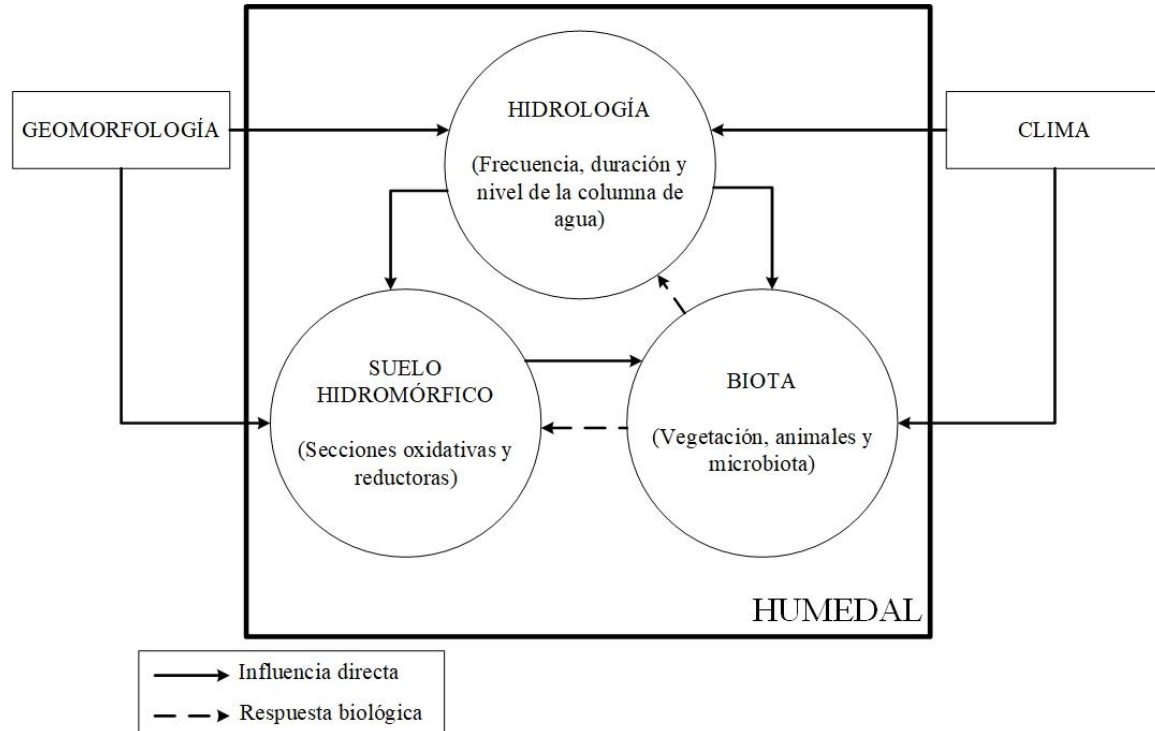 HIDROLOGÍA
(Frecuencia, duración y
nivel de la columna de
agua)
GEOMORFOLOGÍA
CLIMA
SUELO
HIDROMÓRFICO
(Secciones oxidativas y
reductoras)
BIOTA
(Vegetación, animales y
microbiota)
HUMEDAL
Influencia directa
Respuesta biológica